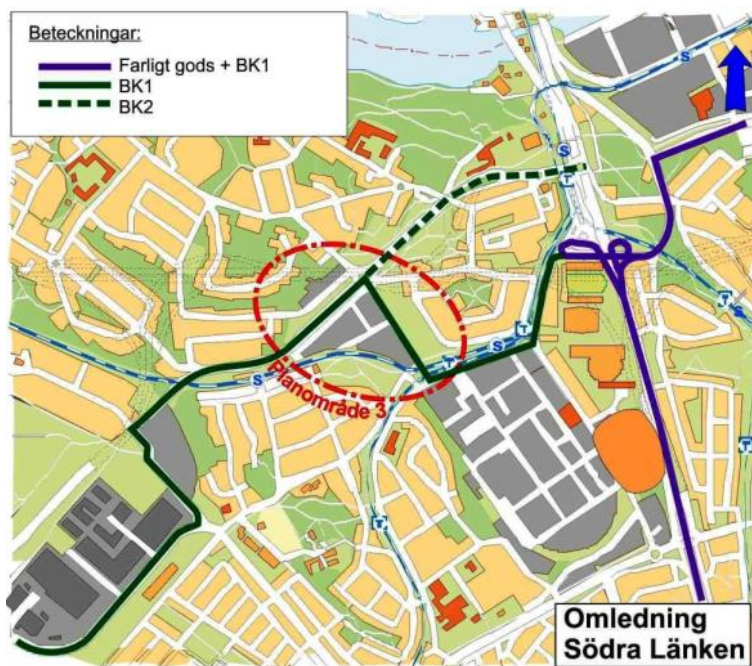 Beteckningar:
Farligt gods + BK1
BK1
BK2
S
S
T
T
S
T
S
T
S
Planområde 3
T
T
Omledning
Södra Länken